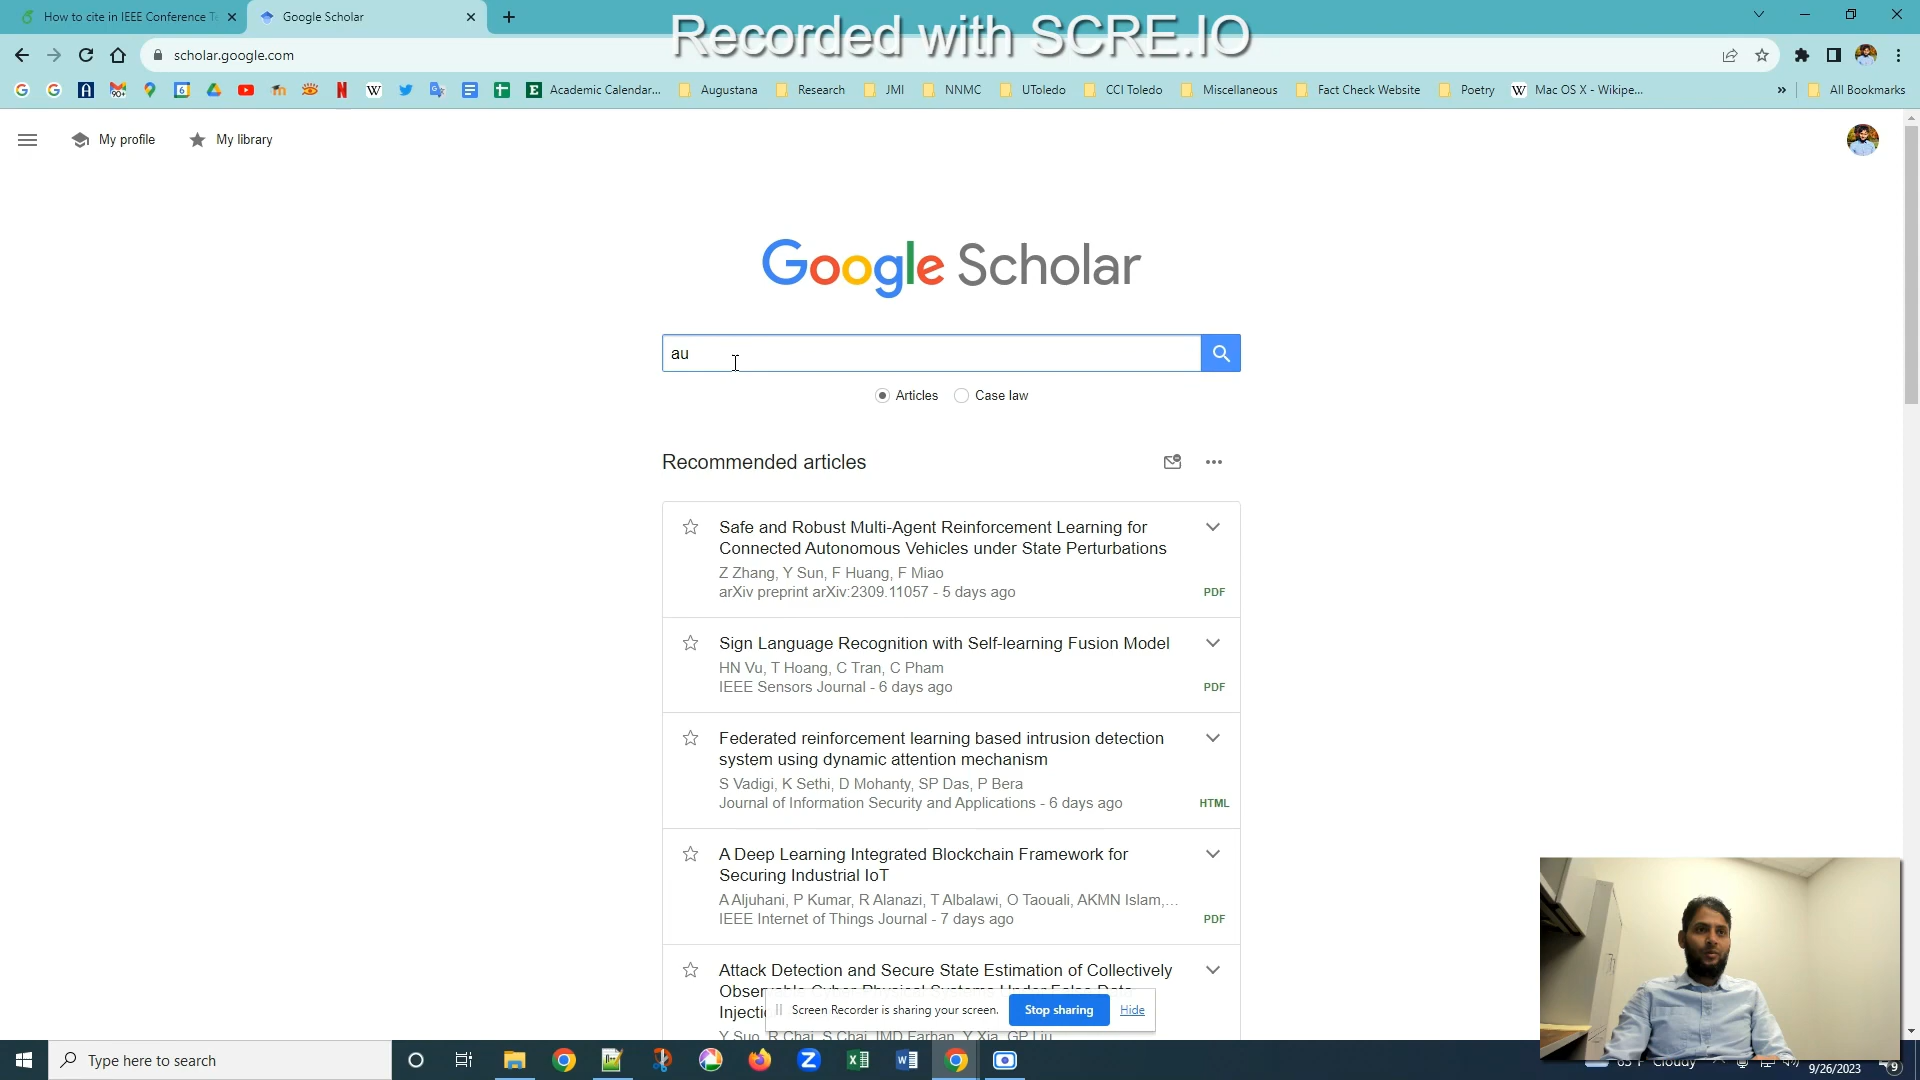 How to cite in IEEE Conference Te
Google Scholar
Recorded with SCRE.IO
scholar.google.com
Academic Calendar...
Augustana
Research
JMI
NNMC
UToledo
CCI Toledo
Miscellaneous
Fact Check Website
Poetry
Mac OS X - Wikipe...
All Bookmarks
My profile
My library
Google Scholar
au
Articles
Case law
Recommended articles
Safe and Robust Multi-Agent Reinforcement Learning for
Connected Autonomous Vehicles under State Perturbations
Z Zhang, Y Sun, F Huang, F Miao
arXiv preprint arXiv:2309.11057 - 5 days ago
PDF
Sign Language Recognition with Self-learning Fusion Model
HN Vu, T Hoang, C Tran, C Pham
IEEE Sensors Journal - 6 days ago
PDF
Federated reinforcement learning based intrusion detection
system using dynamic attention mechanism
S Vadigi, K Sethi, D Mohanty, SP Das, P Bera
Journal of Information Security and Applications - 6 days ago
HTML
A Deep Learning Integrated Blockchain Framework for
Securing Industrial IoT
A Aljuhani, P Kumar, R Alanazi, T Albalawi, O Taouali, AKMN Islam,...
IEEE Internet of Things Journal - 7 days ago
PDF
Attack Detection and Secure State Estimation of Collectively
Screen Recorder is sharing your screen.
Stop sharing
Hide
Type here to search
Cloudy
9/26/2023
9